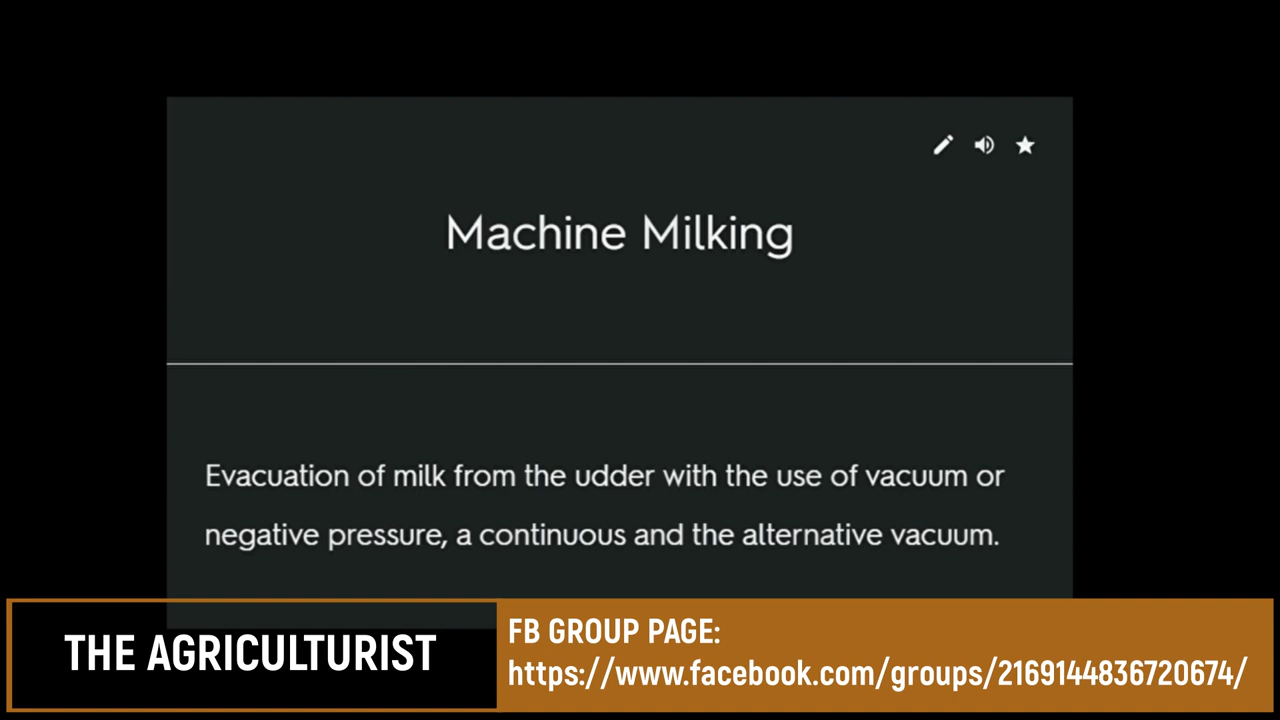 Machine Milking
Evacuation of milk from the udder with the use of vacuum or
negative pressure, a continuous and the alternative vacuum.
THE AGRICULTURIST
FB GROUP PAGE:
https://www.facebook.com/groups/2169144836720674/